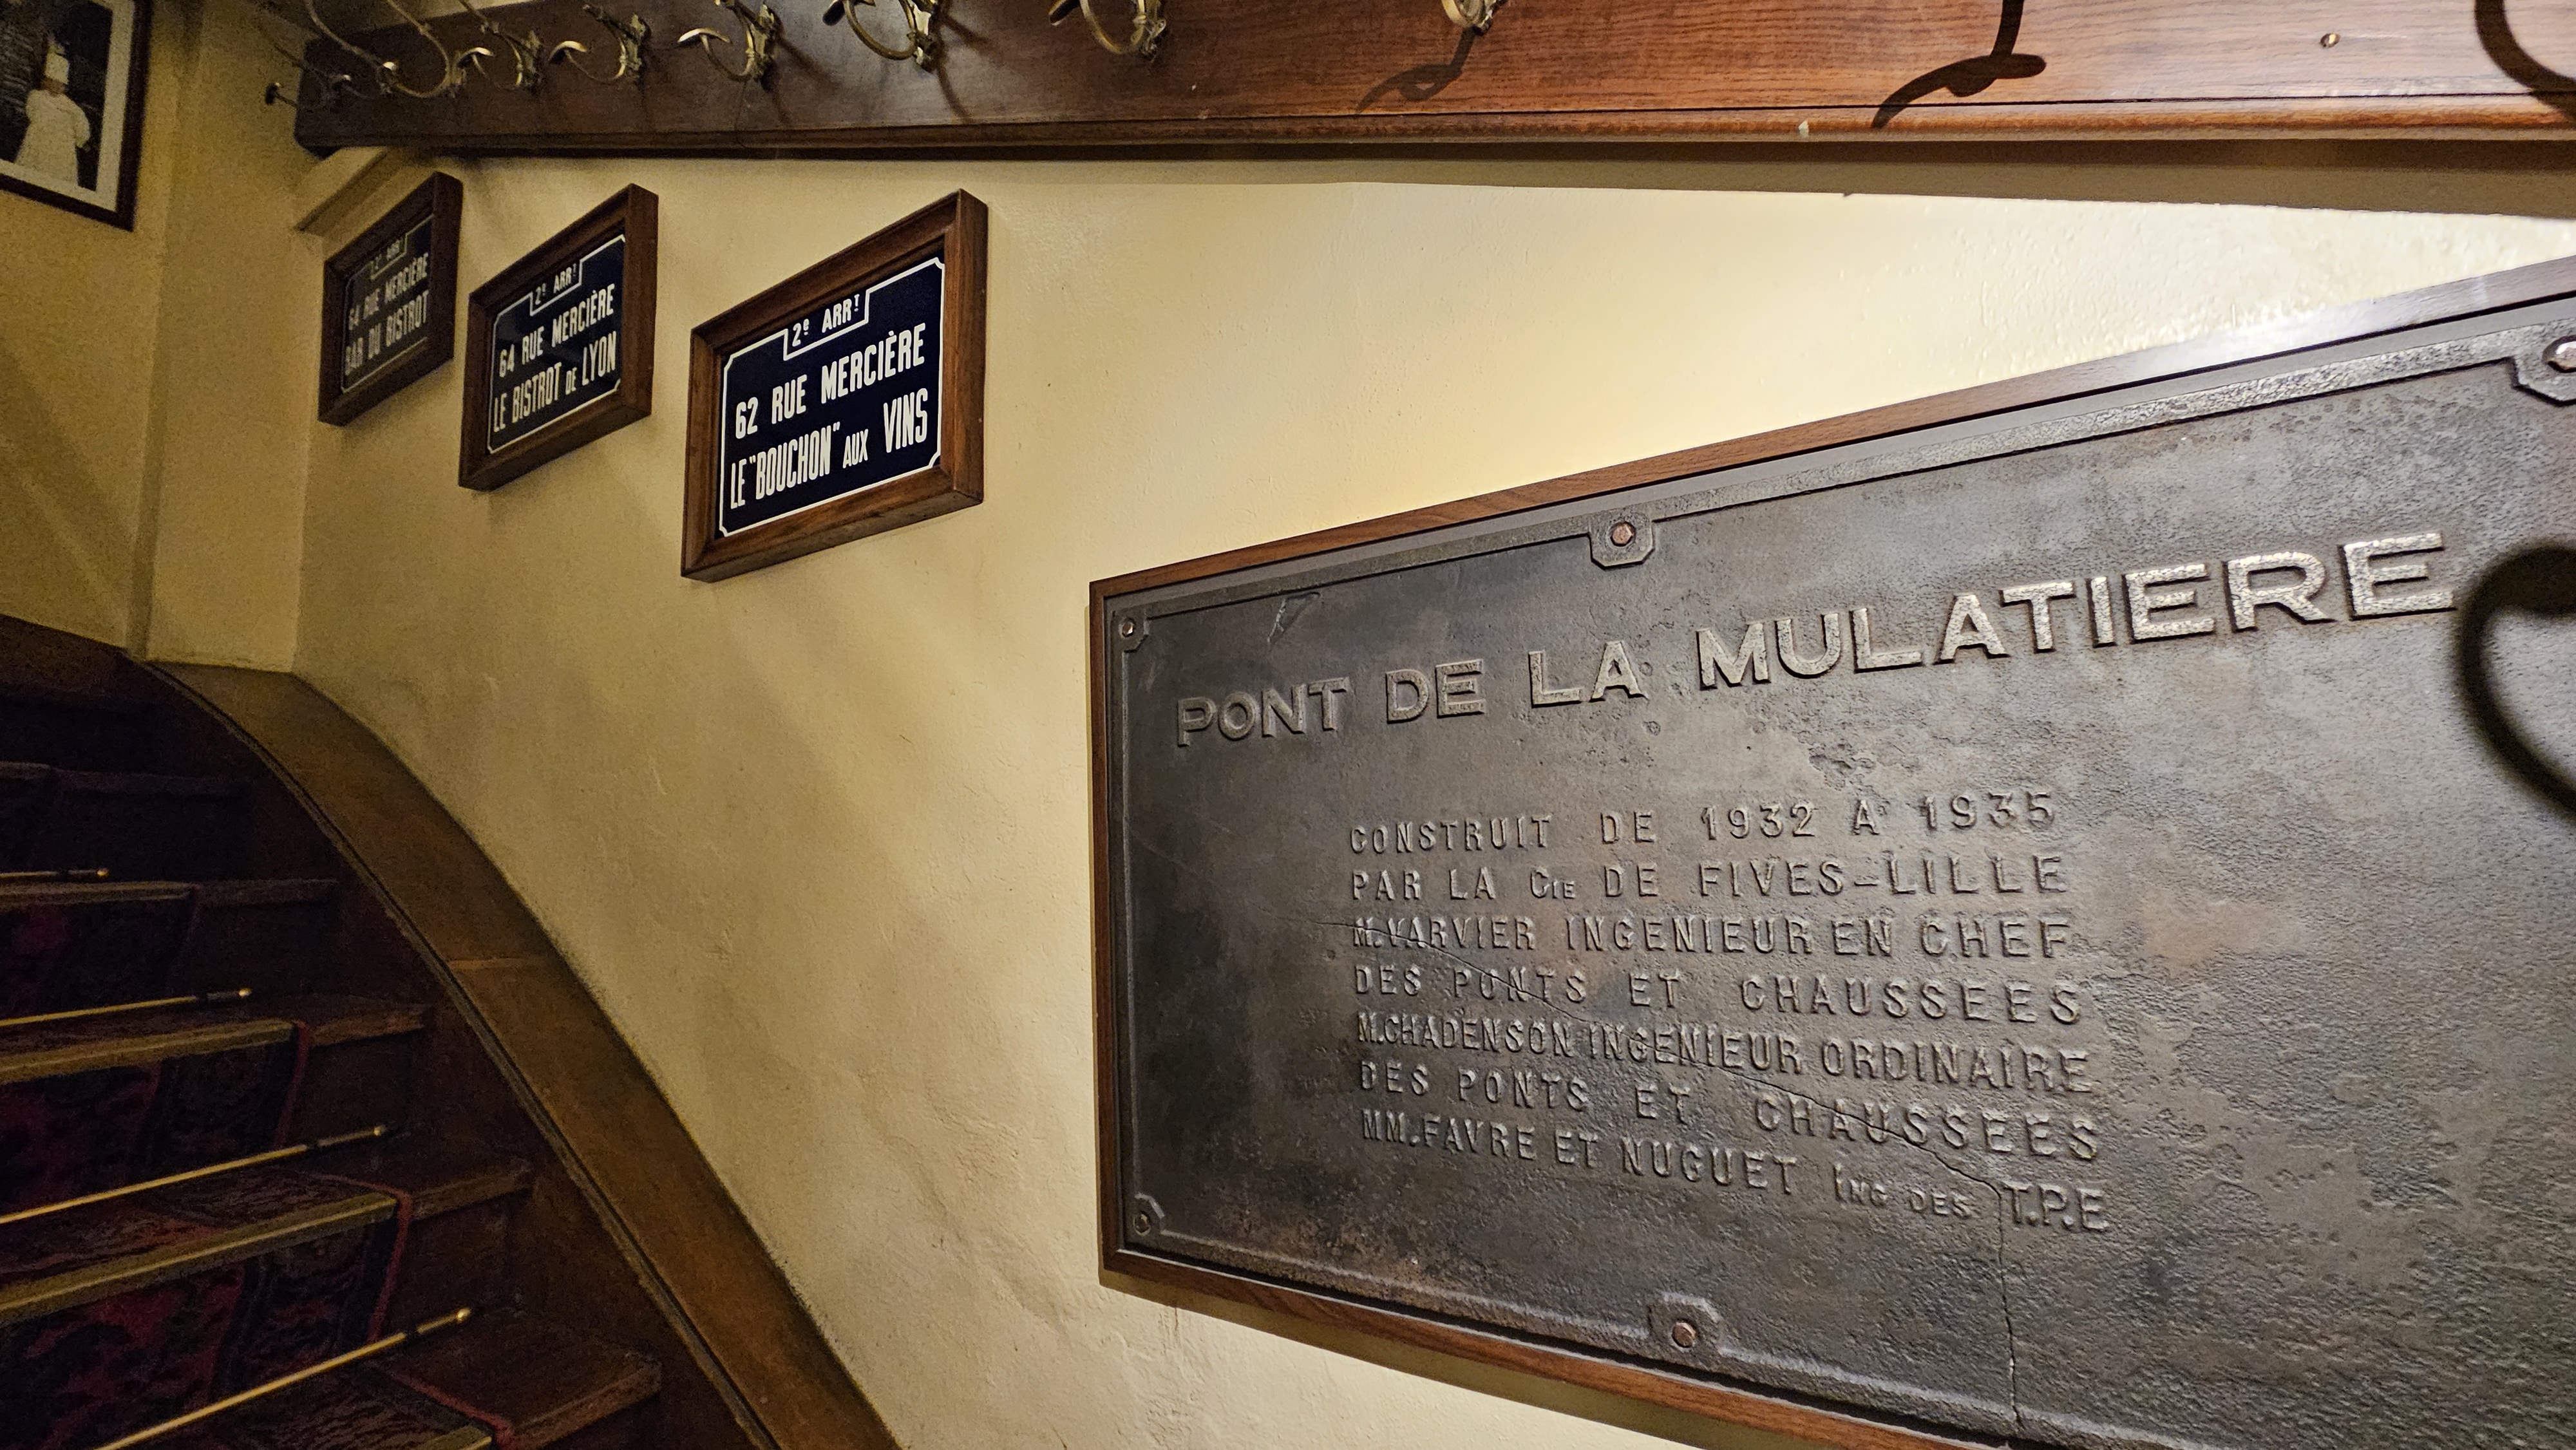 2E ARRT
64 RUE MERCIÈRE
BAR DU BISTROT
2E ARRT
64 RUE MERCIÈRE
LE BISTROT DE LYON
2E ARRT
62 RUE MERCIÈRE
LE "BOUCHON" AUX VINS
PONT DE LA MULATIERE
CONSTRUIT DE 1932 A 1935
PAR LA CIE DE FIVES-LILLE
M.VARVIER INGENIEUR EN CHEF
DES PONTS ET CHAUSSEES
M.CHADENSON INGENIEUR ORDINAIRE
DES PONTS ET CHAUSSEES
MM.FAVRE ET NUGUET ING DES T.P.E